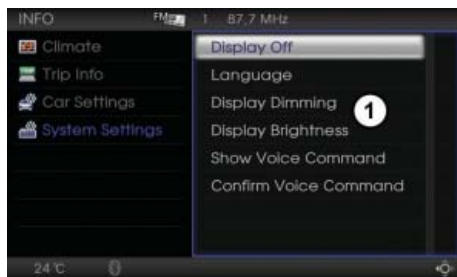 INFO FM 1 87,7 MHz
Climate
Trip Info
Car Settings
System Settings
Display Off
Language
Display Dimming
Display Brightness
Show Voice Command
Confirm Voice Command
1
24°C